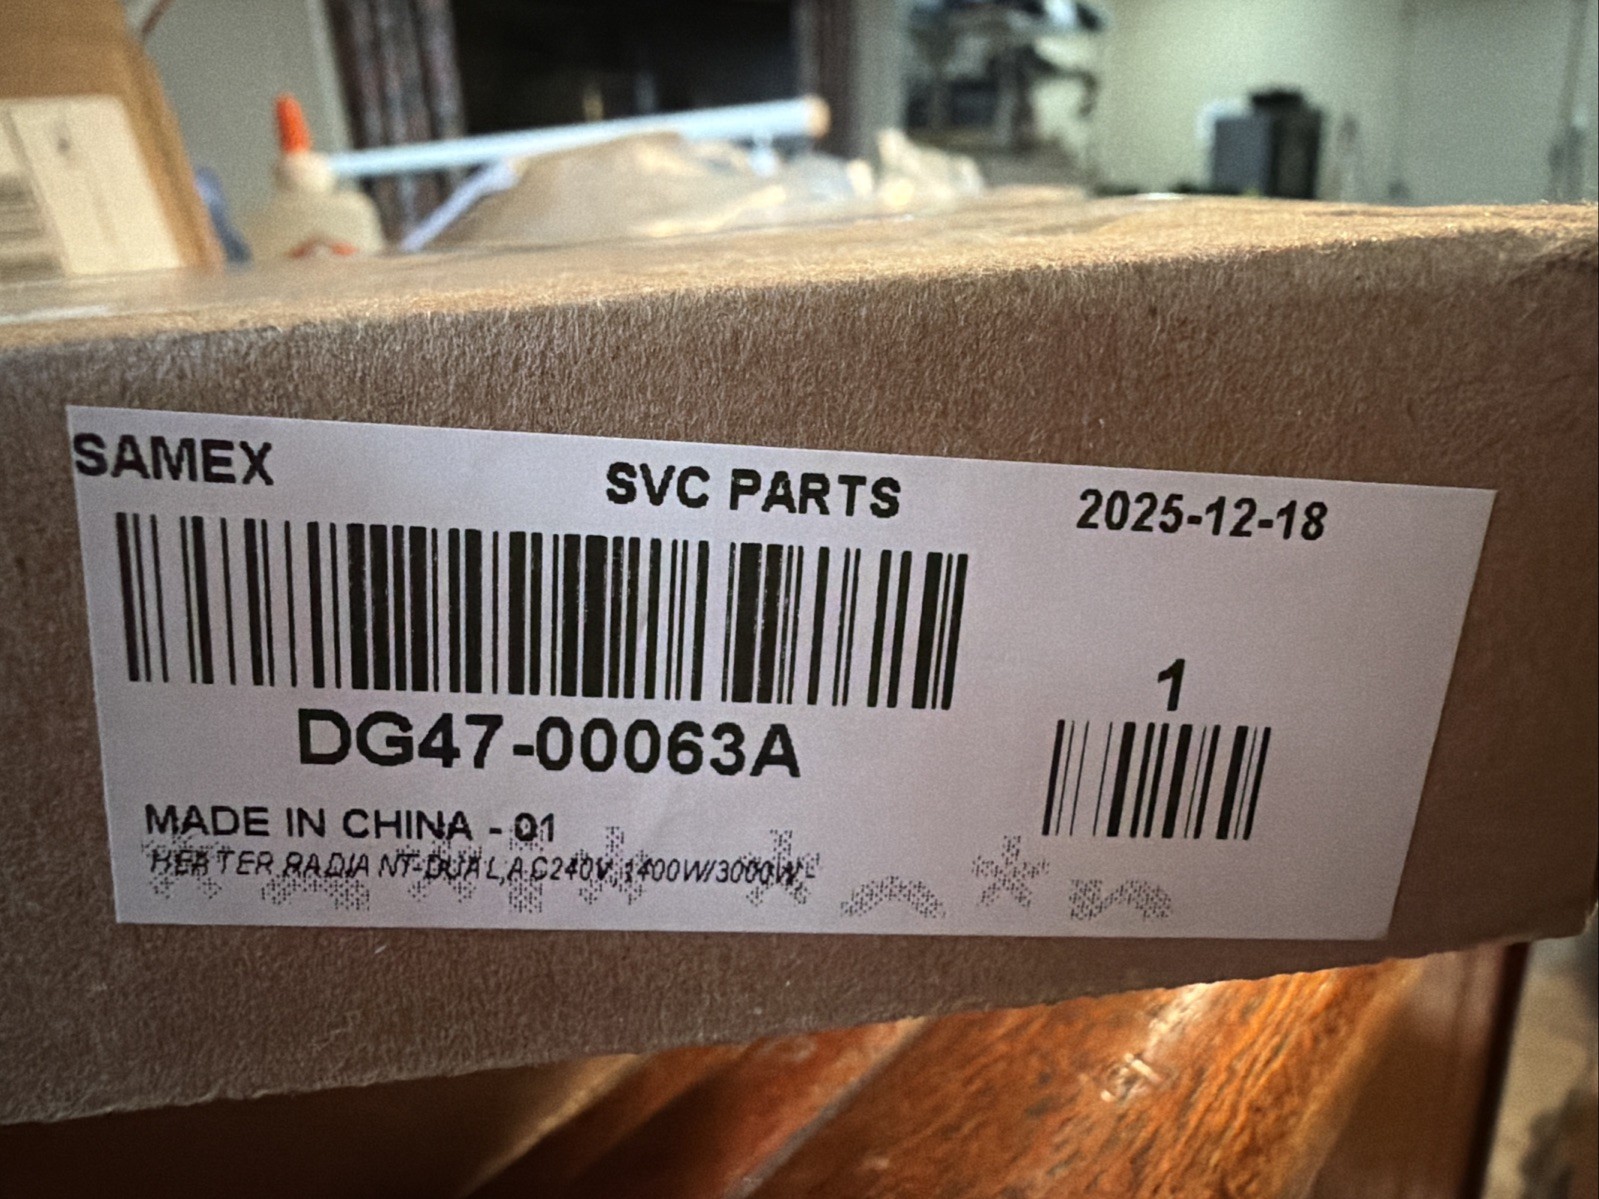 SAMEX
SVC PARTS
2025-12-18
DG47-00063A
1
MADE IN CHINA - 01
HEATER RADIANT-DUAL,AC240V,1400W/3000W-